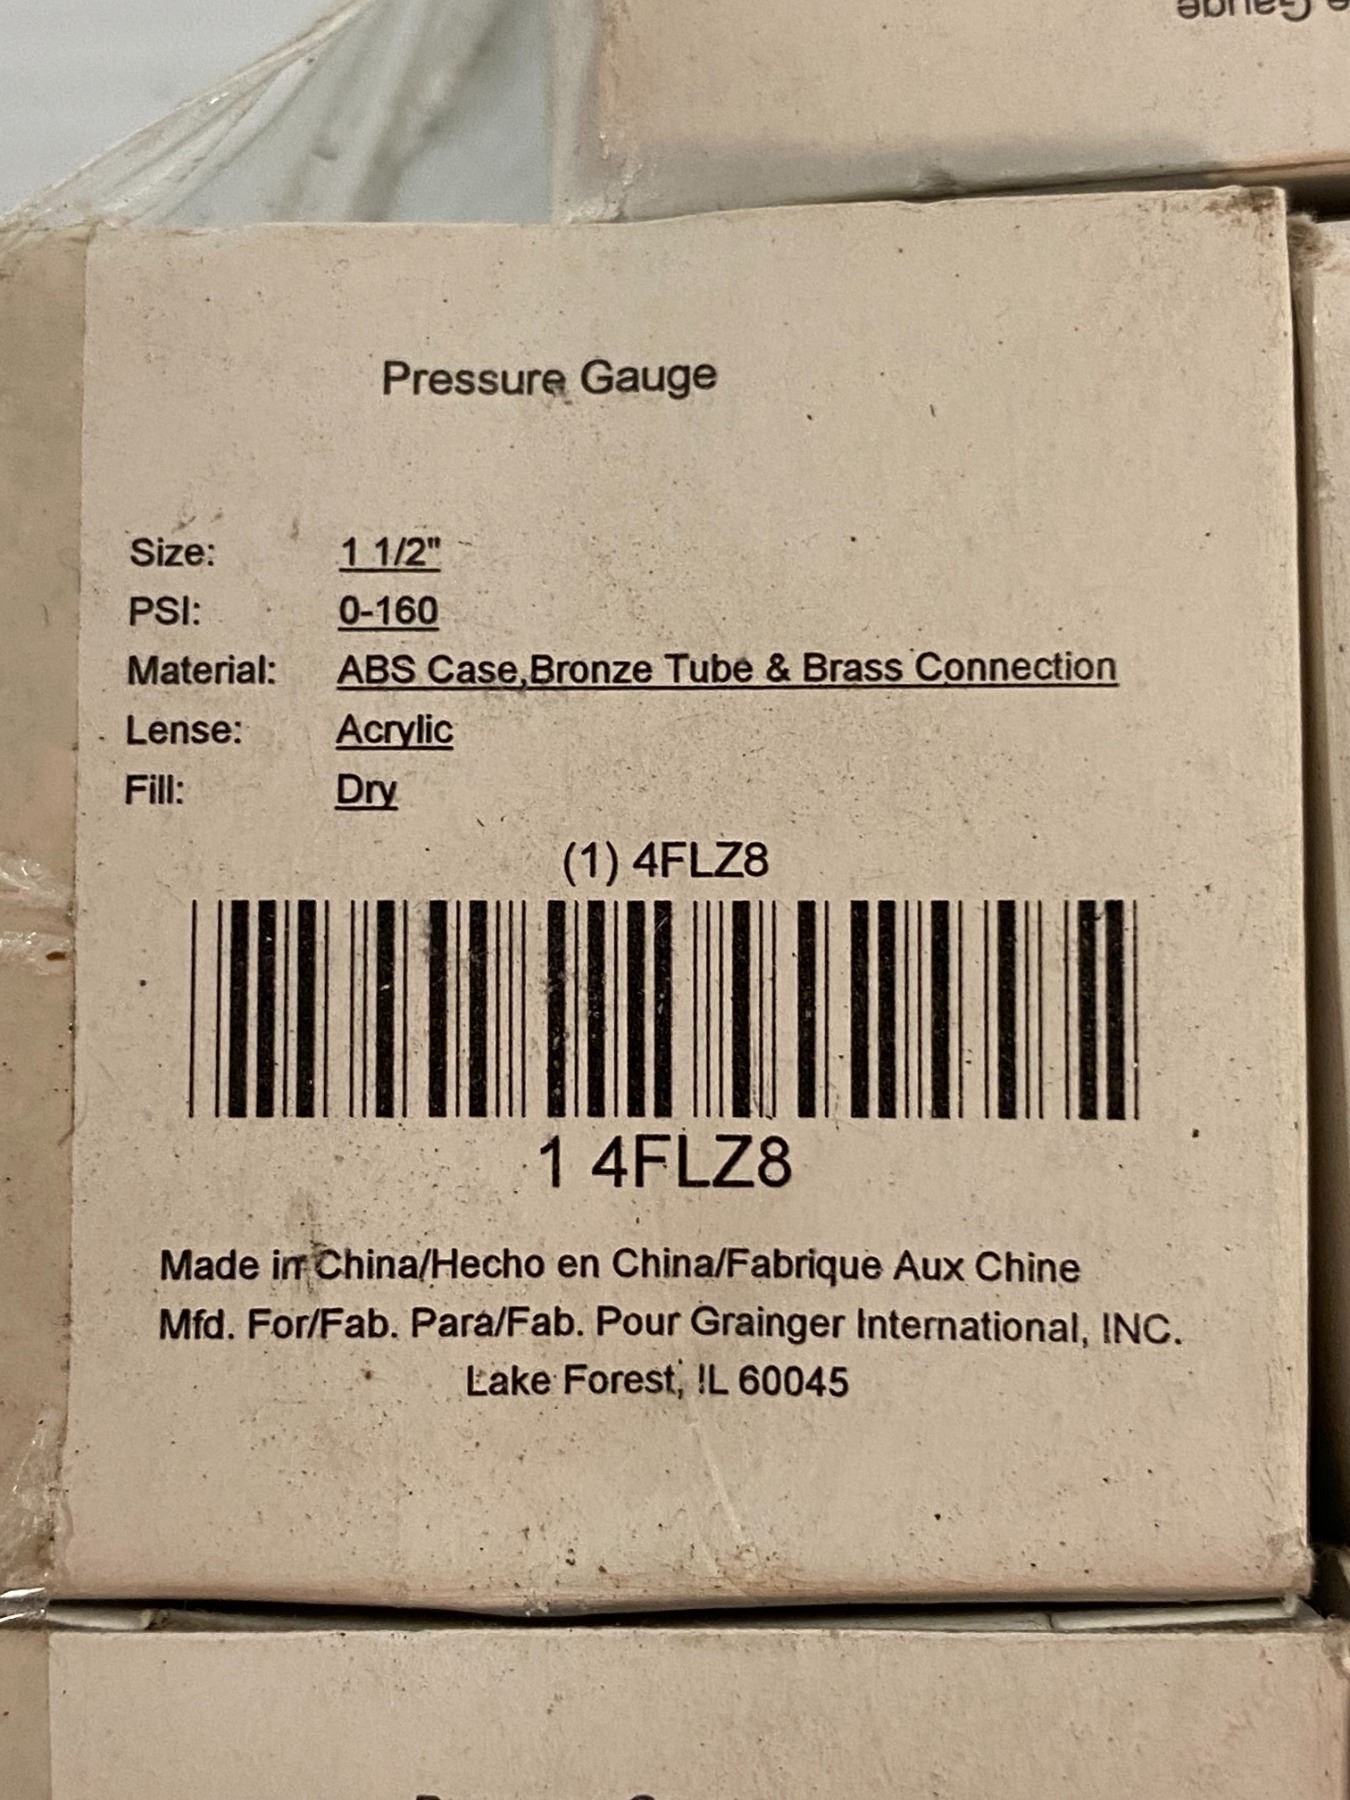 Gauge
Pressure Gauge
Size: 1 1/2"
PSI: 0-160
Material: ABS Case,Bronze Tube & Brass Connection
Lense: Acrylic
Fill: Dry
(1) 4FLZ8
1 4FLZ8
Made in China/Hecho en China/Fabrique Aux Chine
Mfd. For/Fab. Para/Fab. Pour Grainger International, INC.
Lake Forest, IL 60045